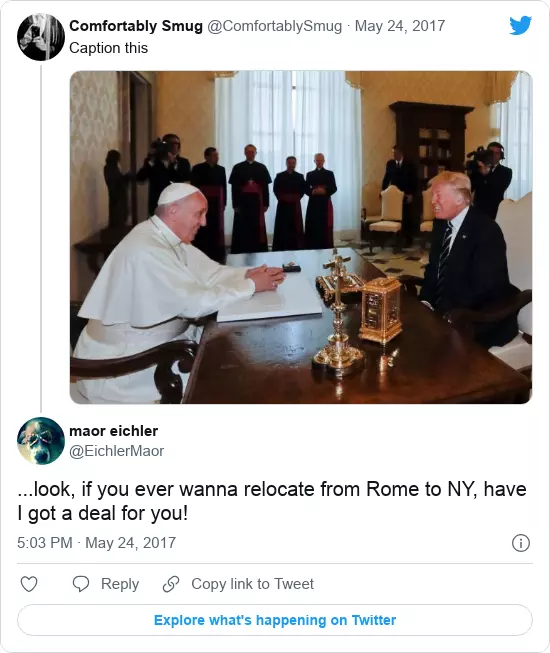 Comfortably Smug @ComfortablySmug · May 24, 2017
Caption this
maor eichler
@EichlerMaor
...look, if you ever wanna relocate from Rome to NY, have
I got a deal for you!
5:03 PM · May 24, 2017
Reply
Copy link to Tweet
Explore what's happening on Twitter